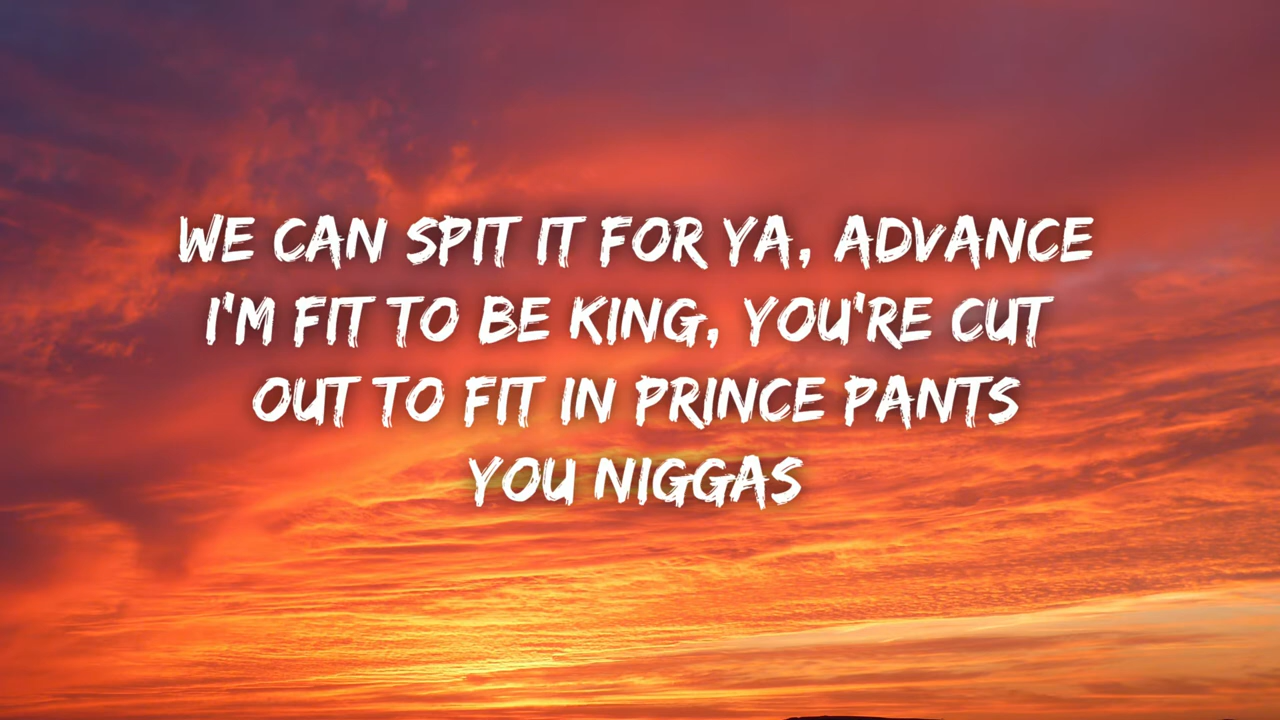 WE CAN SPIT IT FOR YA, ADVANCE
I'M FIT TO BE KING, YOU'RE CUT
OUT TO FIT IN PRINCE PANTS
YOU NIGGAS